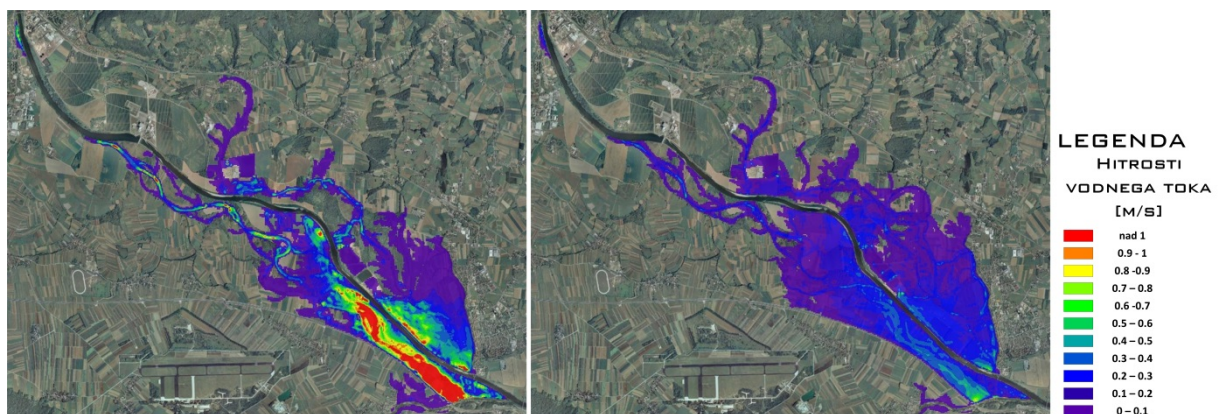 LEGENDA
HITROSTI
VODNEGA TOKA
[M/S]
nad 1
0.9 - 1
0.8 -0.9
0.7 – 0.8
0.6 -0.7
0.5 – 0.6
0.4 – 0.5
0.3 – 0.4
0.2 – 0.3
0.1 – 0.2
0 – 0.1